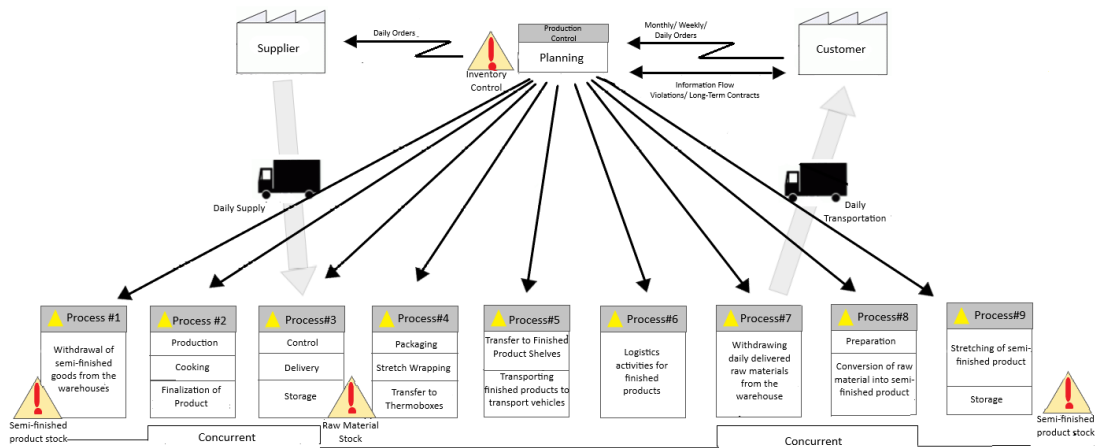 Supplier
Daily Orders
Inventory
Control
Production
Control
Planning
Monthly/ Weekly/
Daily Orders
Information Flow
Violations/ Long-Term Contracts
Customer
Daily Supply
Daily
Transportation
Process #1
Withdrawal of
semi-finished
goods from the
warehouses
Process #2
Production
Cooking
Finalization of
Product
Process#3
Control
Delivery
Storage
Process#4
Packaging
Stretch Wrapping
Transfer to
Thermoboxes
Process#5
Transfer to Finished
Product Shelves
Transporting
finished products to
transport vehicles
Process#6
Logistics
activities for
finished
products
Process#7
Withdrawing
daily delivered
raw materials
from the
warehouse
Process#8
Preparation
Conversion of raw
material into semi-
finished product
Process#9
Stretching of semi-
finished product
Storage
Semi-finished
product stock
Concurrent
Raw Material
Stock
Concurrent
Semi-finished
product stock